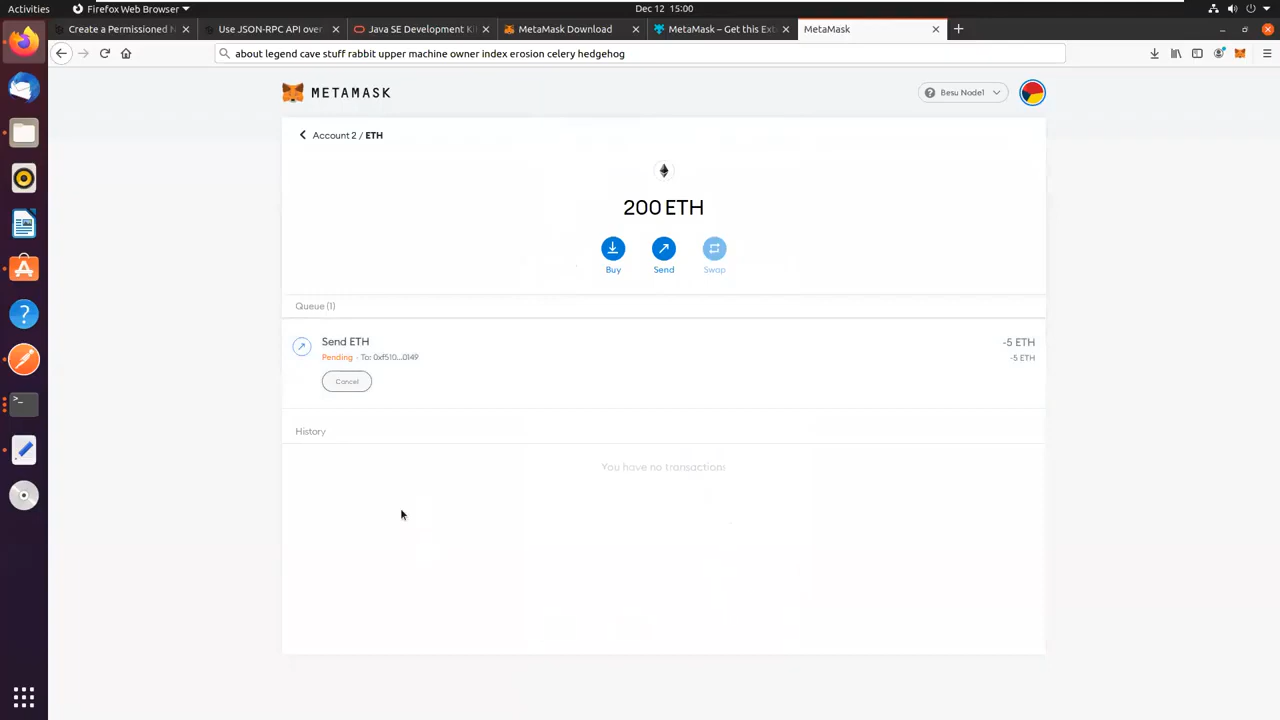 Activities
Firefox Web Browser
Dec 12 15:00
Create a Permissioned N
Use JSON-RPC API over
Java SE Development Ki
MetaMask Download
MetaMask – Get this Ext
MetaMask
about legend cave stuff rabbit upper machine owner index erosion celery hedgehog
METAMASK
Besu Node1
Account 2 / ETH
200 ETH
Buy
Send
Swap
Queue (1)
Send ETH
-5 ETH
Pending · To: 0xf510...0149
-5 ETH
Cancel
History
You have no transactions